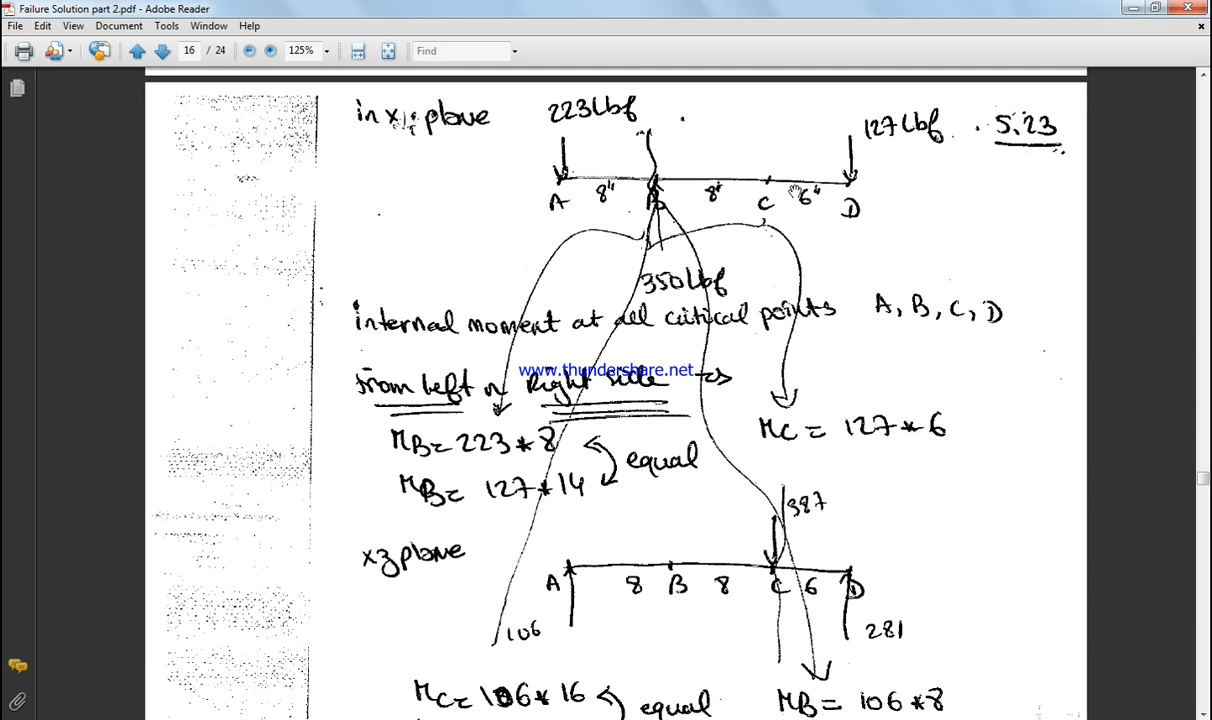 Failure Solution part 2.pdf - Adobe Reader
File Edit View Document Tools Window Help
16 / 24 125% Find
in xy plane 223 Lbf 127 Lbf . 5.23
8" 8" 6"
A B C D
350 Lbf
internal moment at all critical points A, B, C, D
www.thundershare.net
From left or Right side =>
MB = 223 * 8
MC = 127 * 6
equal
MB = 127 * 14
387
xz plane
A 8 B 8 C 6 D
106 281
MC = 106 * 16 equal MB = 106 * 8